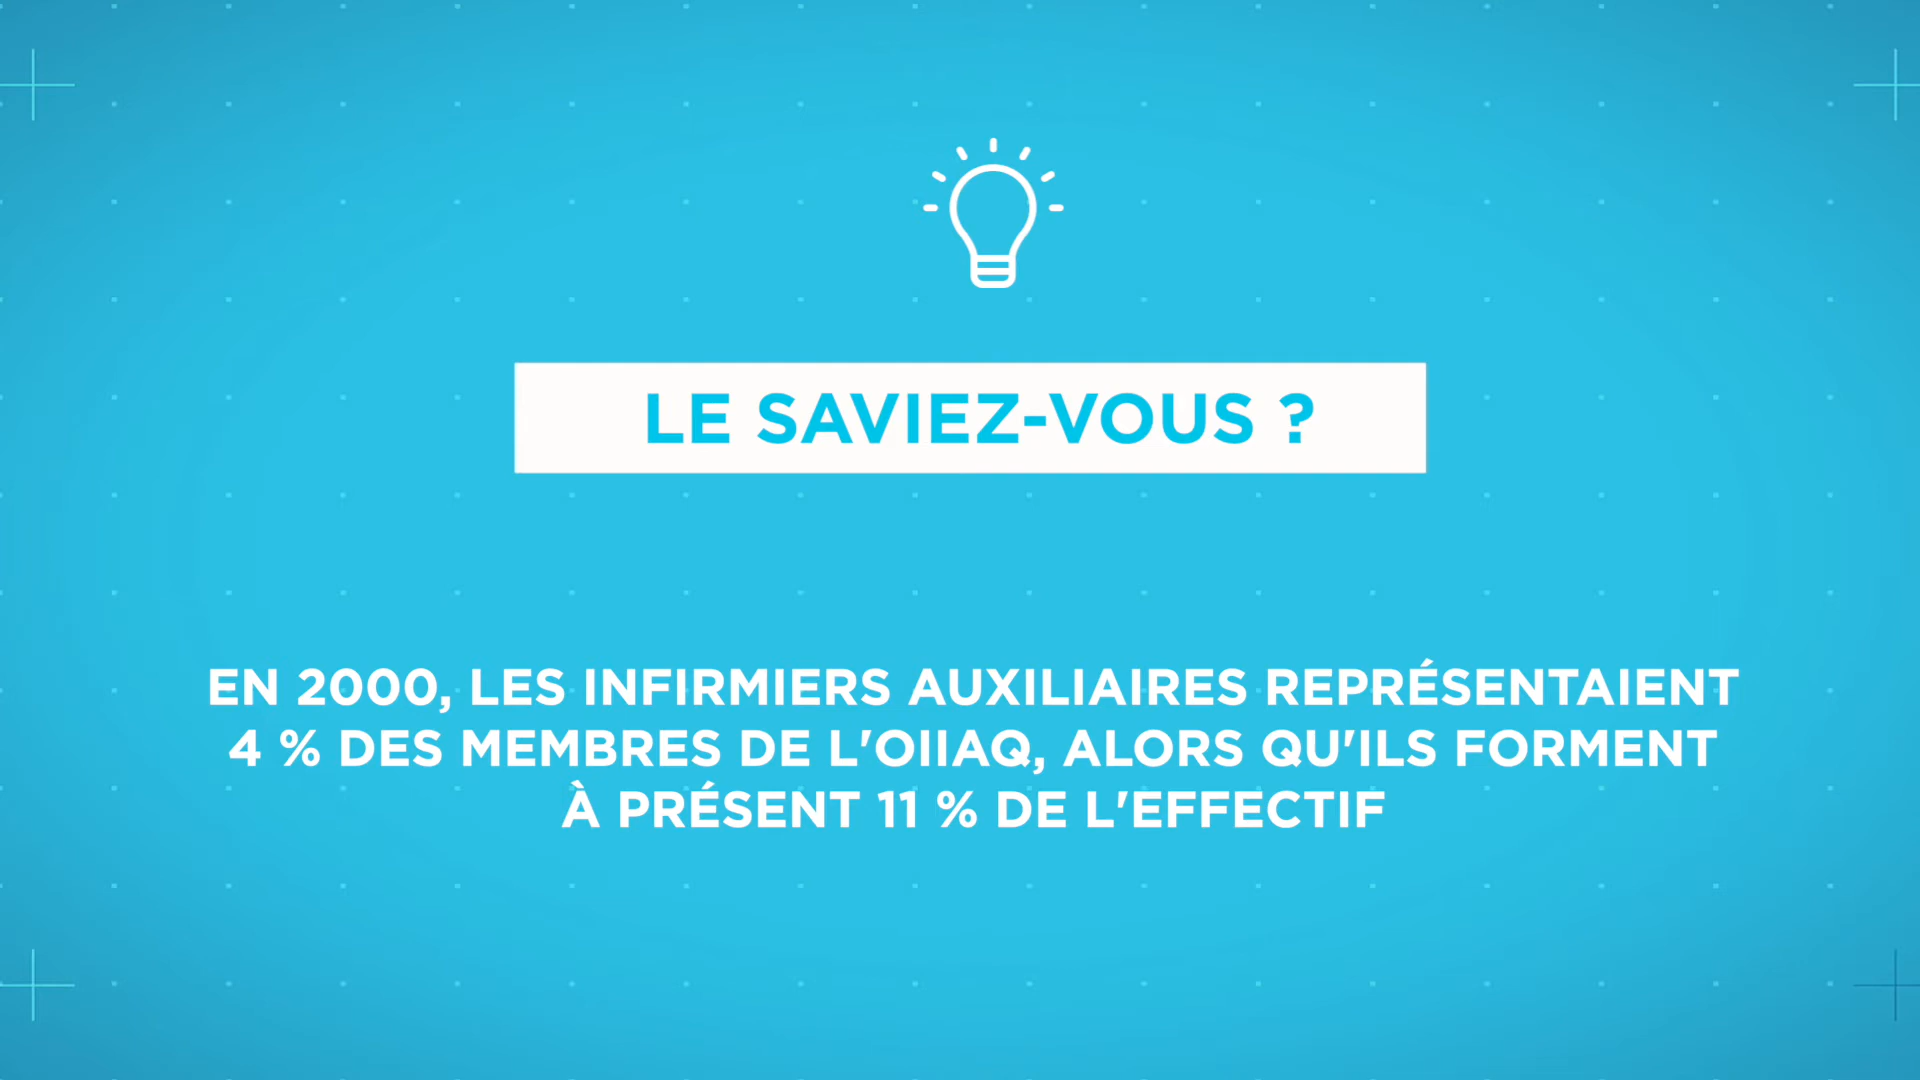 LE SAVIEZ-VOUS ?
EN 2000, LES INFIRMIERS AUXILIAIRES REPRÉSENTAIENT
4 % DES MEMBRES DE L'OIIAQ, ALORS QU'ILS FORMENT
À PRÉSENT 11 % DE L'EFFECTIF